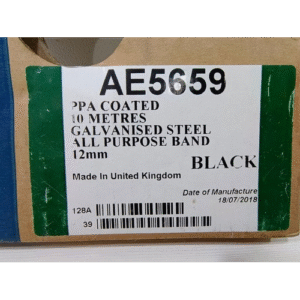 AE5659
PPA COATED
10 METRES
GALVANISED STEEL
ALL PURPOSE BAND
12mm
BLACK
Made In United Kingdom
Date of Manufacture
18/07/2018
128A
39